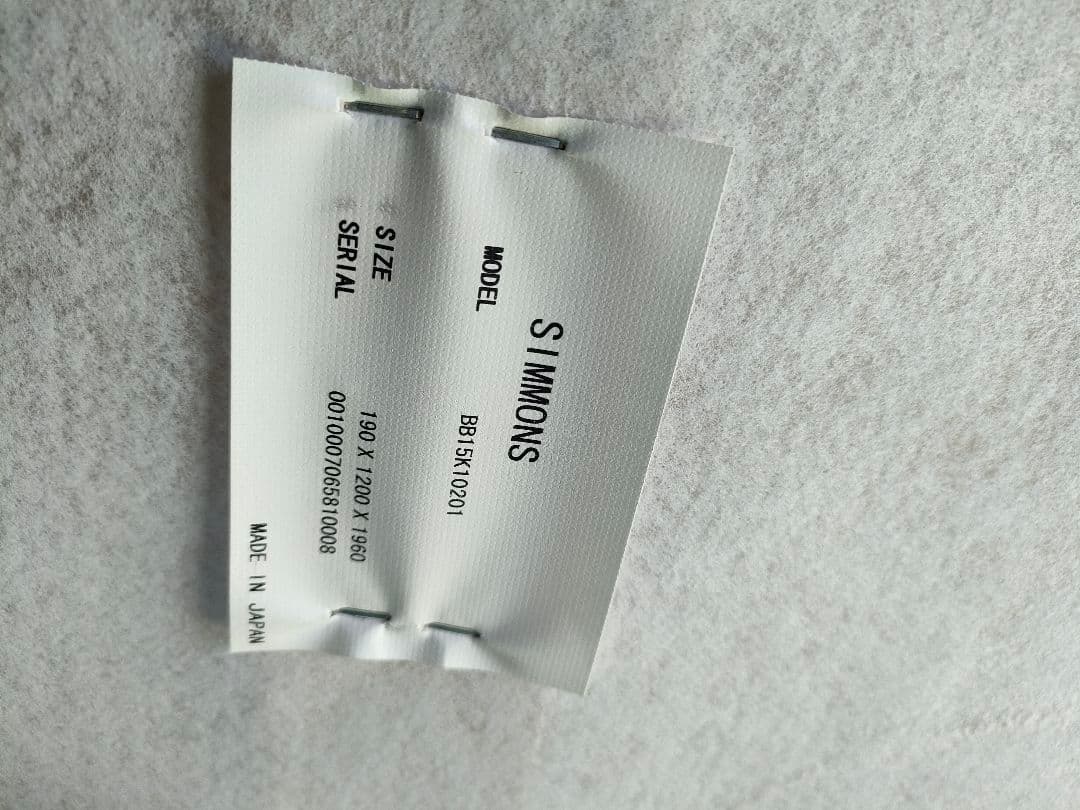 SIMMONS
MODEL BB15K10201
SIZE 190 X 1200 X 1960
SERIAL 0010007065810008
MADE IN JAPAN